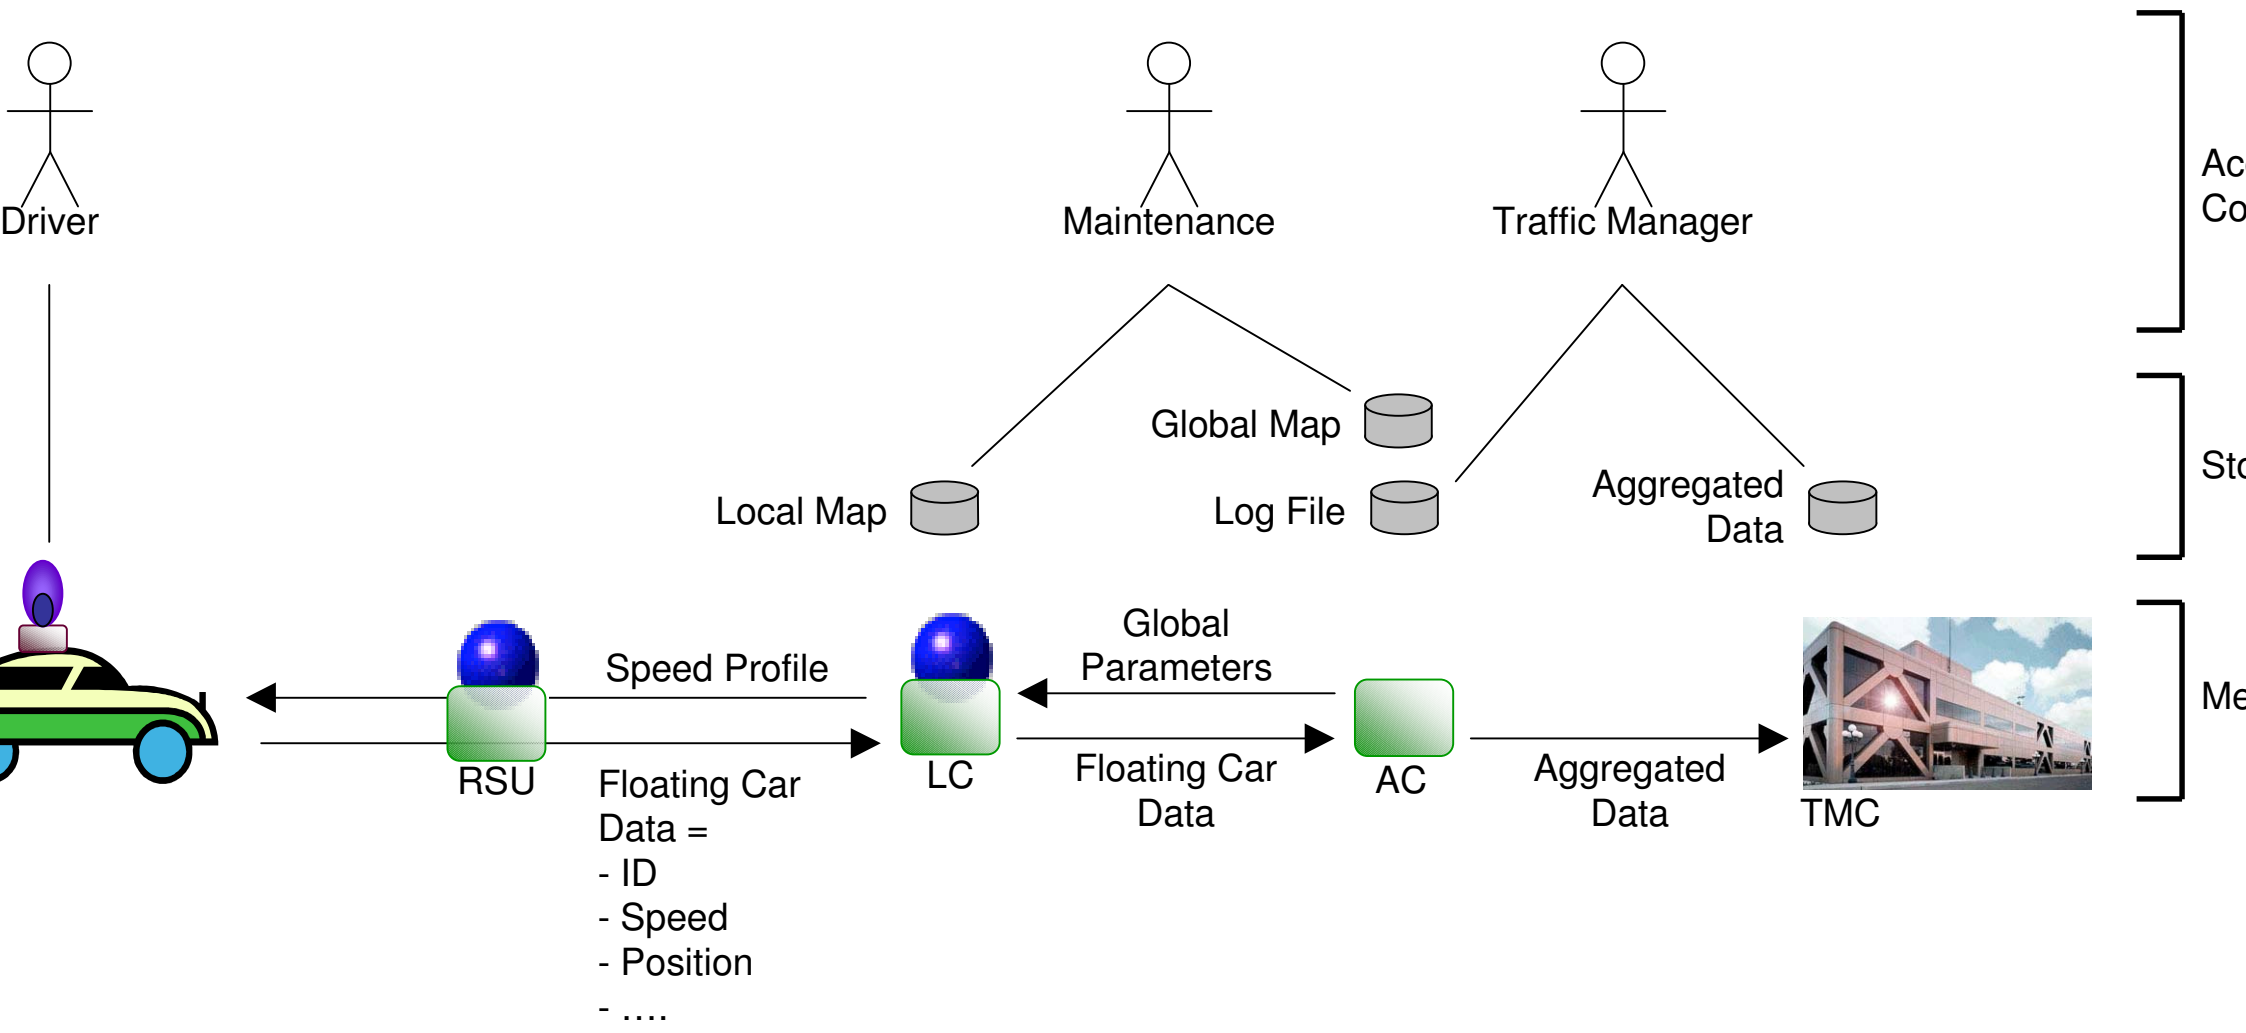 Driver
Maintenance
Traffic Manager
Global Map
Local Map
Log File
Aggregated
Data
Global
Parameters
Speed Profile
RSU
LC
AC
TMC
Floating Car
Data =
- ID
- Speed
- Position
- ....
Floating Car
Data
Aggregated
Data